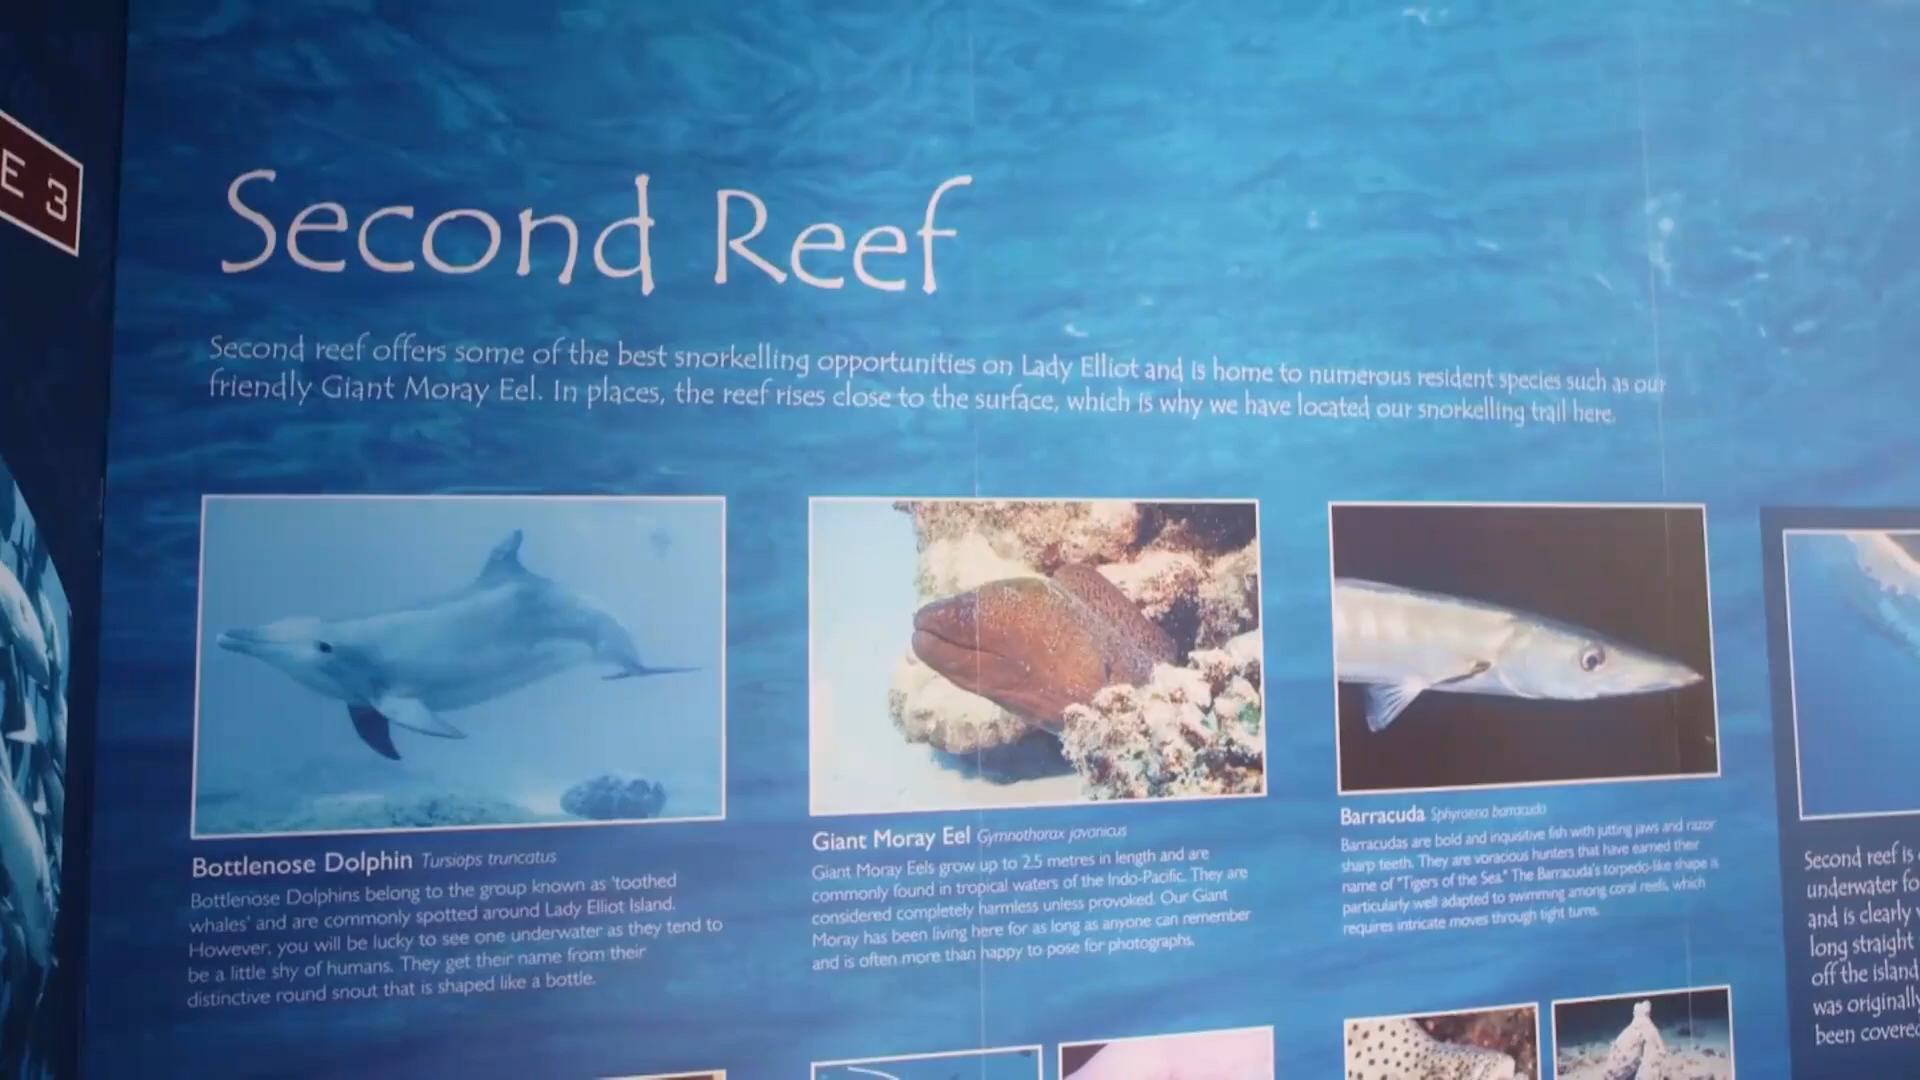 E 3
Second Reef
Second reef offers some of the best snorkelling opportunities on Lady Elliot and is home to numerous resident species such as our
friendly Giant Moray Eel. In places, the reef rises close to the surface, which is why we have located our snorkelling trail here.
Bottlenose Dolphin Tursiops truncatus
Bottlenose Dolphins belong to the group known as 'toothed
whales' and are commonly spotted around Lady Elliot Island.
However, you will be lucky to see one underwater as they tend to
be a little shy of humans. They get their name from their
distinctive round snout that is shaped like a bottle.
Giant Moray Eel Gymnothorax javanicus
Giant Moray Eels grow up to 2.5 metres in length and are
commonly found in tropical waters of the Indo-Pacific. They are
considered completely harmless unless provoked. Our Giant
Moray has been living here for as long as anyone can remember
and is often more than happy to pose for photographs.
Barracuda Sphyraena barracuda
Barracudas are bold and inquisitive fish with jutting jaws and razor
sharp teeth. They are voracious hunters that have earned their
name of "Tigers of the Sea." The Barracuda's torpedo-like shape is
particularly well adapted to swimming among coral reefs, which
requires intricate moves through tight turns.
Second reef is
underwater fo
and is clearly
long straight
off the island
was originally
been covered